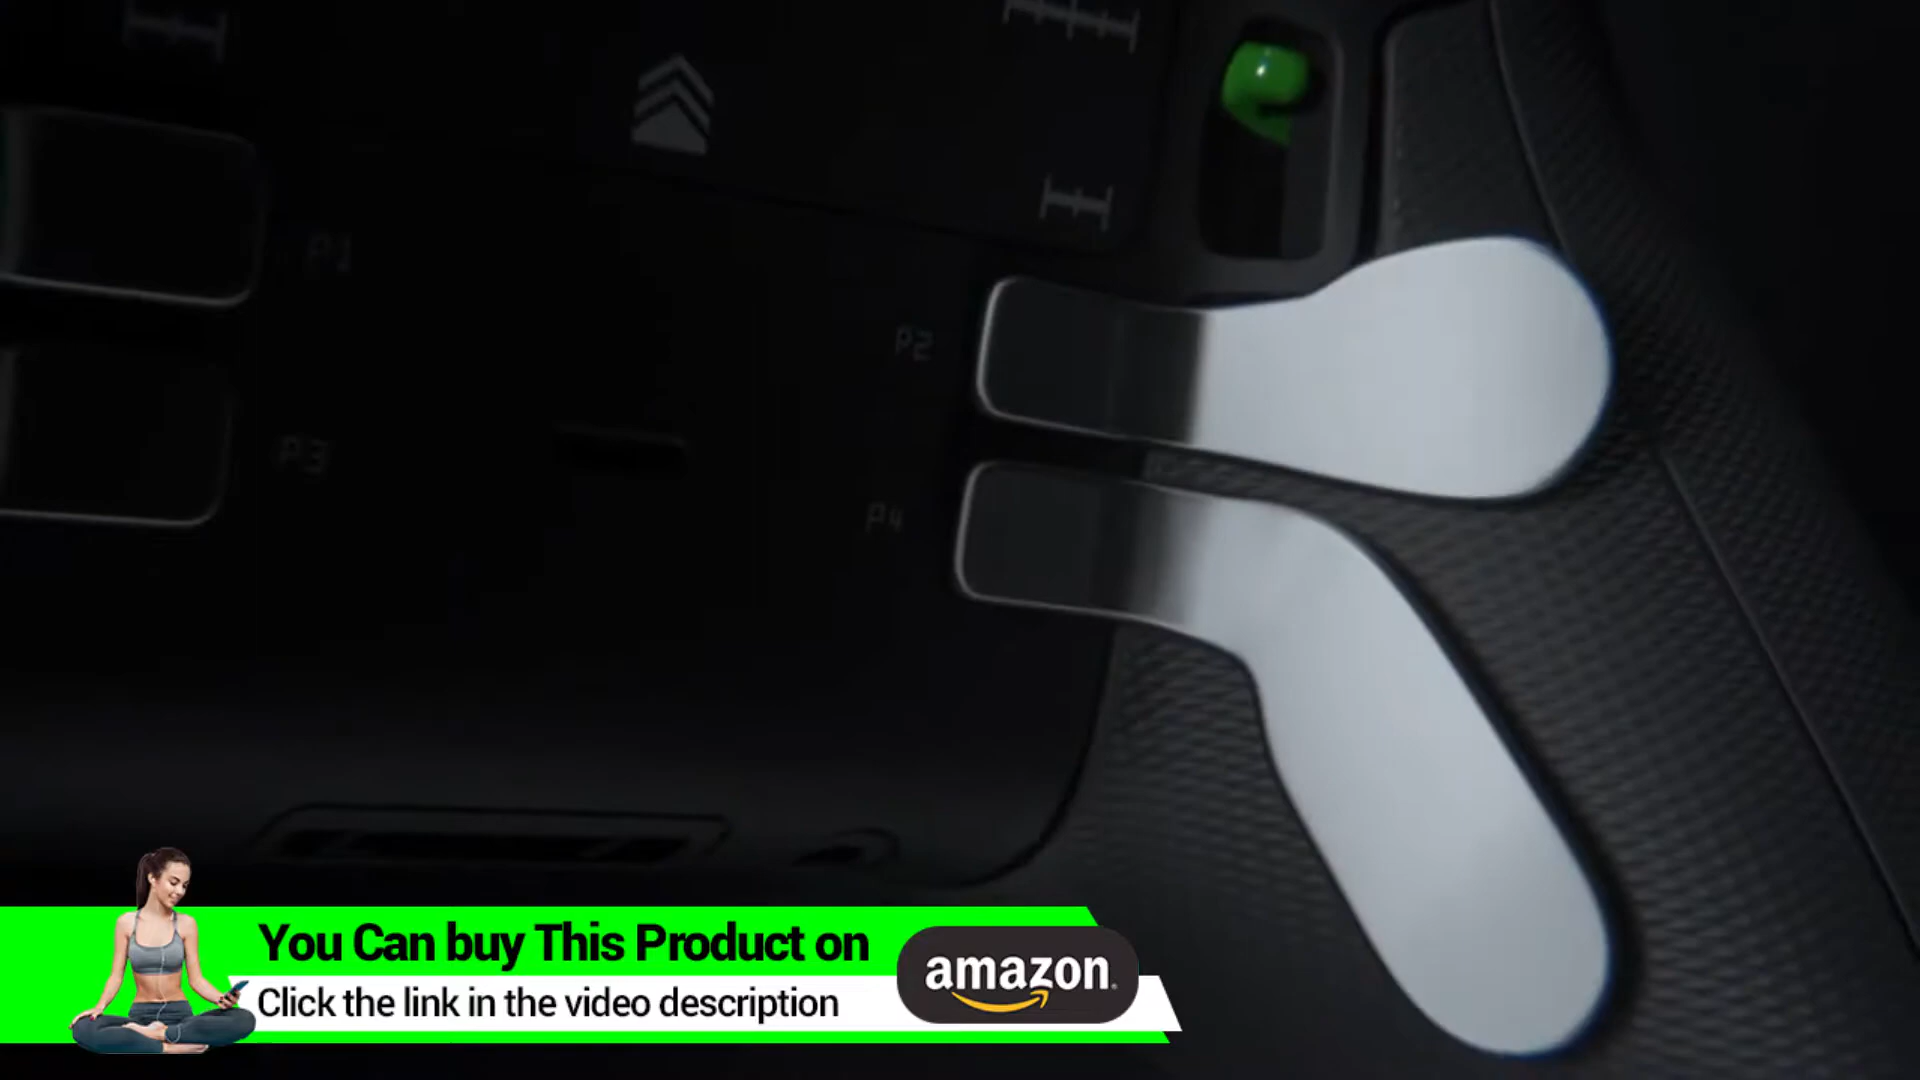 P1
P2
P3
P4
You Can buy This Product on
amazon
Click the link in the video description